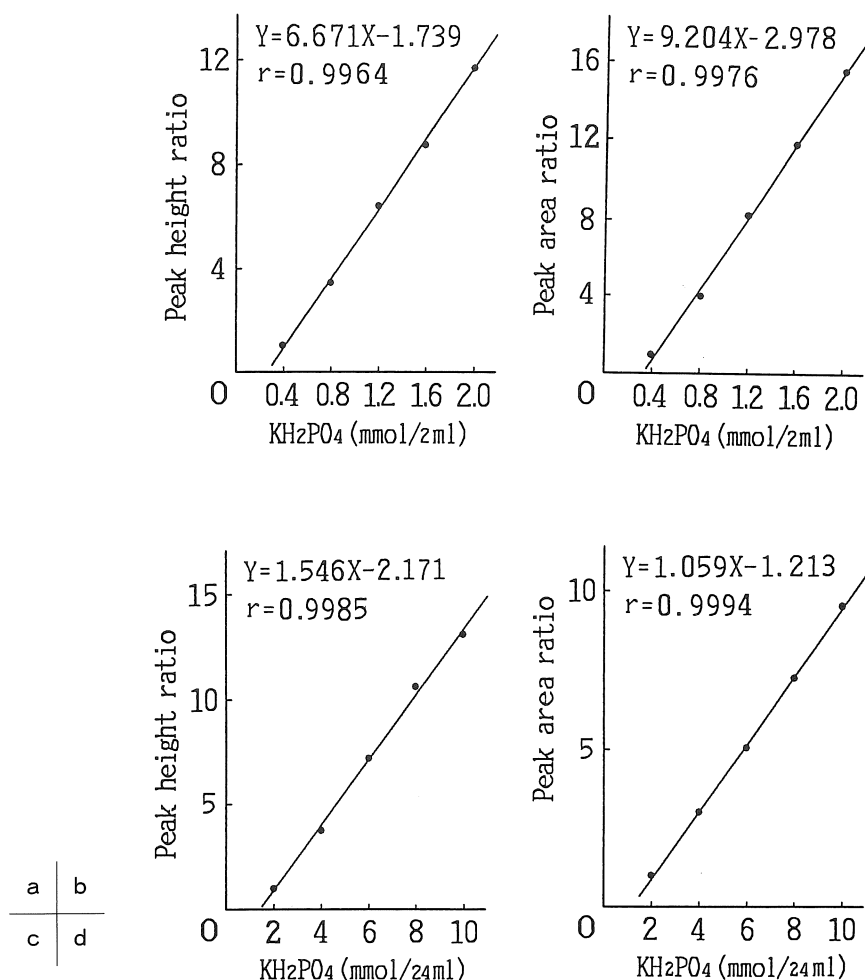 Y=6.671X-1.739
r=0.9964
Peak height ratio
12
8
4
O
0.4 0.8 1.2 1.6 2.0
KH2PO4 (mmol/2ml)
Y=9.204X-2.978
r=0.9976
Peak area ratio
16
12
8
4
O
0.4 0.8 1.2 1.6 2.0
KH2PO4 (mmol/2ml)
Y=1.546X-2.171
r=0.9985
Peak height ratio
15
10
5
O
2 4 6 8 10
KH2PO4 (mmol/24ml)
Y=1.059X-1.213
r=0.9994
Peak area ratio
10
5
O
2 4 6 8 10
KH2PO4 (mmol/24ml)
a b
c d